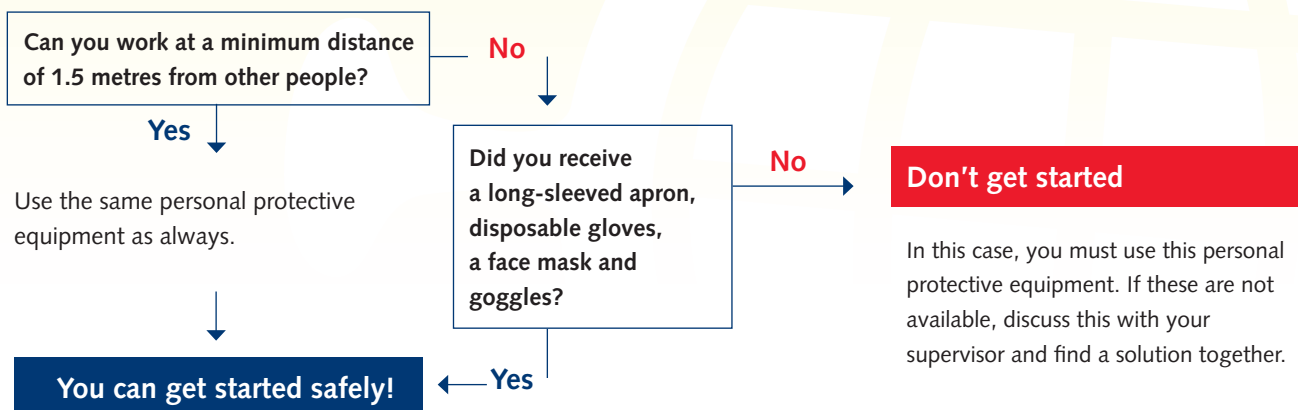 Can you work at a minimum distance
of 1.5 metres from other people?
No
Yes
Use the same personal protective
equipment as always.
Did you receive
a long-sleeved apron,
disposable gloves,
a face mask and
goggles?
No
Don't get started
In this case, you must use this personal
protective equipment. If these are not
available, discuss this with your
supervisor and find a solution together.
Yes
You can get started safely!